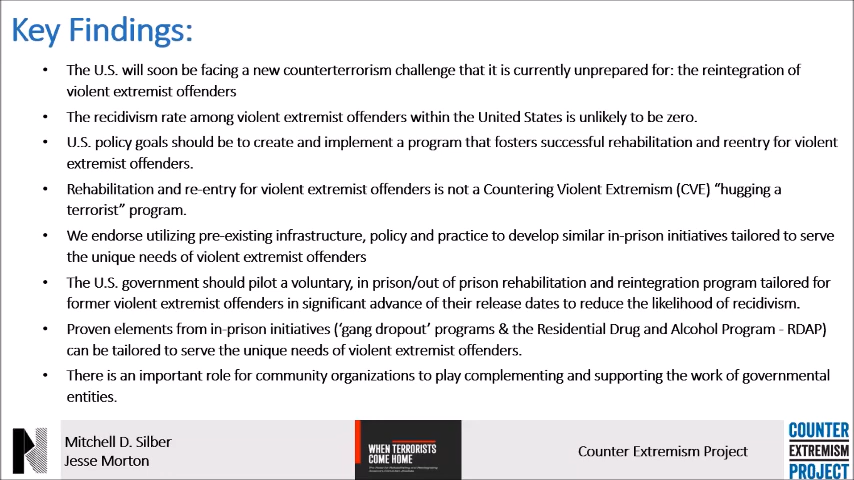 Key Findings:
• The U.S. will soon be facing a new counterterrorism challenge that it is currently unprepared for: the reintegration of
violent extremist offenders
• The recidivism rate among violent extremist offenders within the United States is unlikely to be zero.
• U.S. policy goals should be to create and implement a program that fosters successful rehabilitation and reentry for violent
extremist offenders.
• Rehabilitation and re-entry for violent extremist offenders is not a Countering Violent Extremism (CVE) “hugging a
terrorist” program.
• We endorse utilizing pre-existing infrastructure, policy and practice to develop similar in-prison initiatives tailored to serve
the unique needs of violent extremist offenders
• The U.S. government should pilot a voluntary, in prison/out of prison rehabilitation and reintegration program tailored for
former violent extremist offenders in significant advance of their release dates to reduce the likelihood of recidivism.
• Proven elements from in-prison initiatives (‘gang dropout’ programs & the Residential Drug and Alcohol Program - RDAP)
can be tailored to serve the unique needs of violent extremist offenders.
• There is an important role for community organizations to play complementing and supporting the work of governmental
entities.
Mitchell D. Silber
Jesse Morton
WHEN TERRORISTS
COME HOME
Counter Extremism Project
COUNTER
EXTREMISM
PROJECT